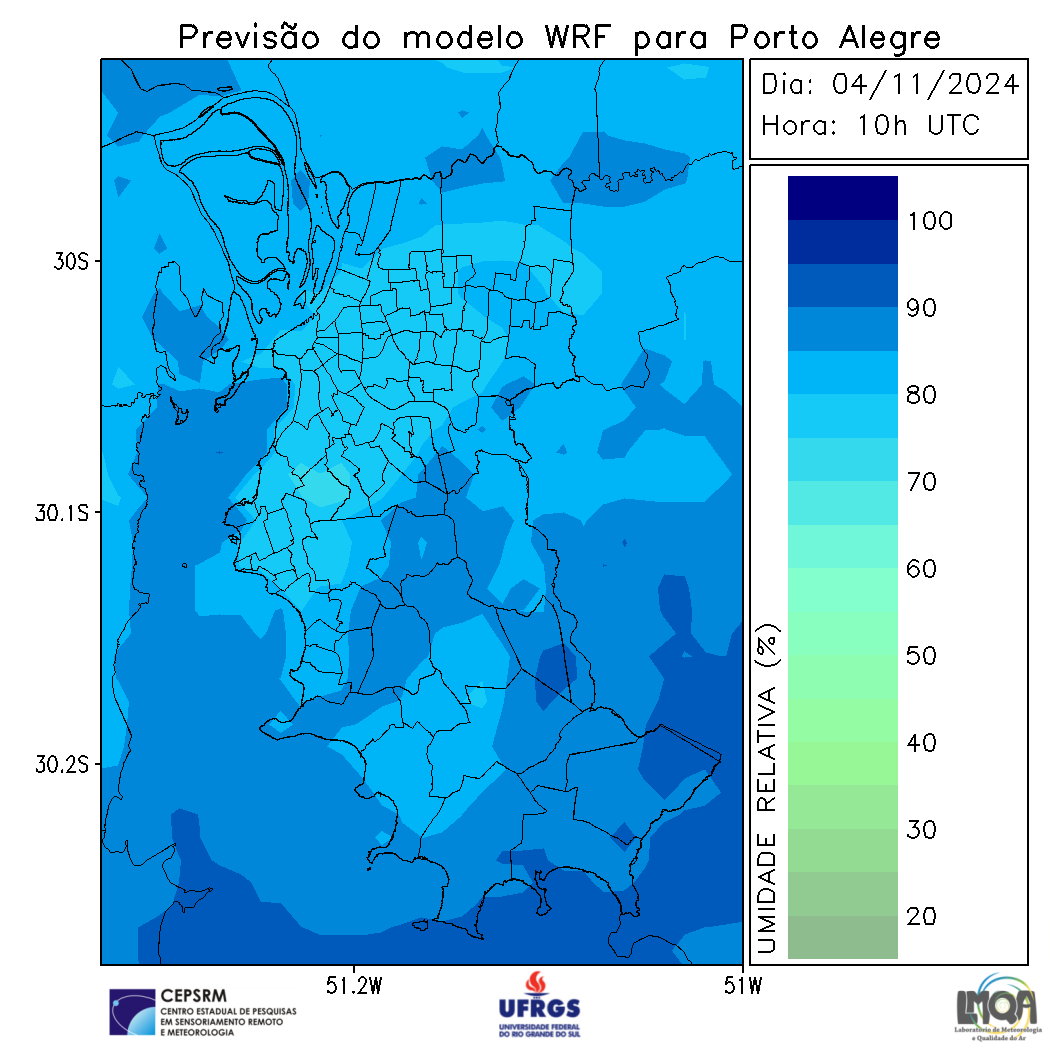 Previsão do modelo WRF para Porto Alegre
Dia: 04/11/2024
Hora: 10h UTC
30S
30.1S
30.2S
51.2W
51W
UMIDADE RELATIVA (%)
100
90
80
70
60
50
40
30
20
CEPSRM
CENTRO ESTADUAL DE PESQUISAS
EM SENSORIAMENTO REMOTO
E METEOROLOGIA
UFRGS
UNIVERSIDADE FEDERAL
DO RIO GRANDE DO SUL
LMQA
Laboratório de Meteorologia
e Qualidade do Ar